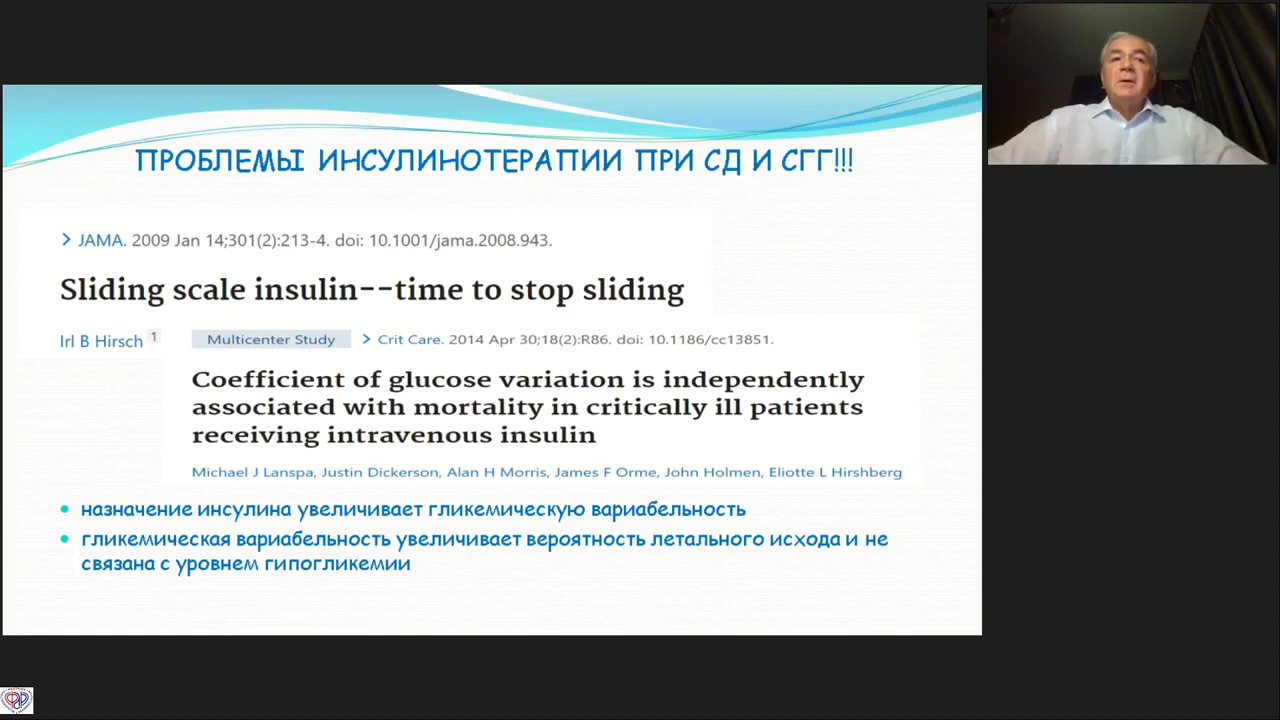 ПРОБЛЕМЫ ИНСУЛИНОТЕРАПИИ ПРИ СД И СГГ!!!
> JAMA. 2009 Jan 14;301(2):213-4. doi: 10.1001/jama.2008.943.
Sliding scale insulin--time to stop sliding
Irl B Hirsch 1
Multicenter Study > Crit Care. 2014 Apr 30;18(2):R86. doi: 10.1186/cc13851.
Coefficient of glucose variation is independently
associated with mortality in critically ill patients
receiving intravenous insulin
Michael J Lanspa, Justin Dickerson, Alan H Morris, James F Orme, John Holmen, Eliotte L Hirshberg
• назначение инсулина увеличивает гликемическую вариабельность
• гликемическая вариабельность увеличивает вероятность летального исхода и не
связана с уровнем гипогликемии